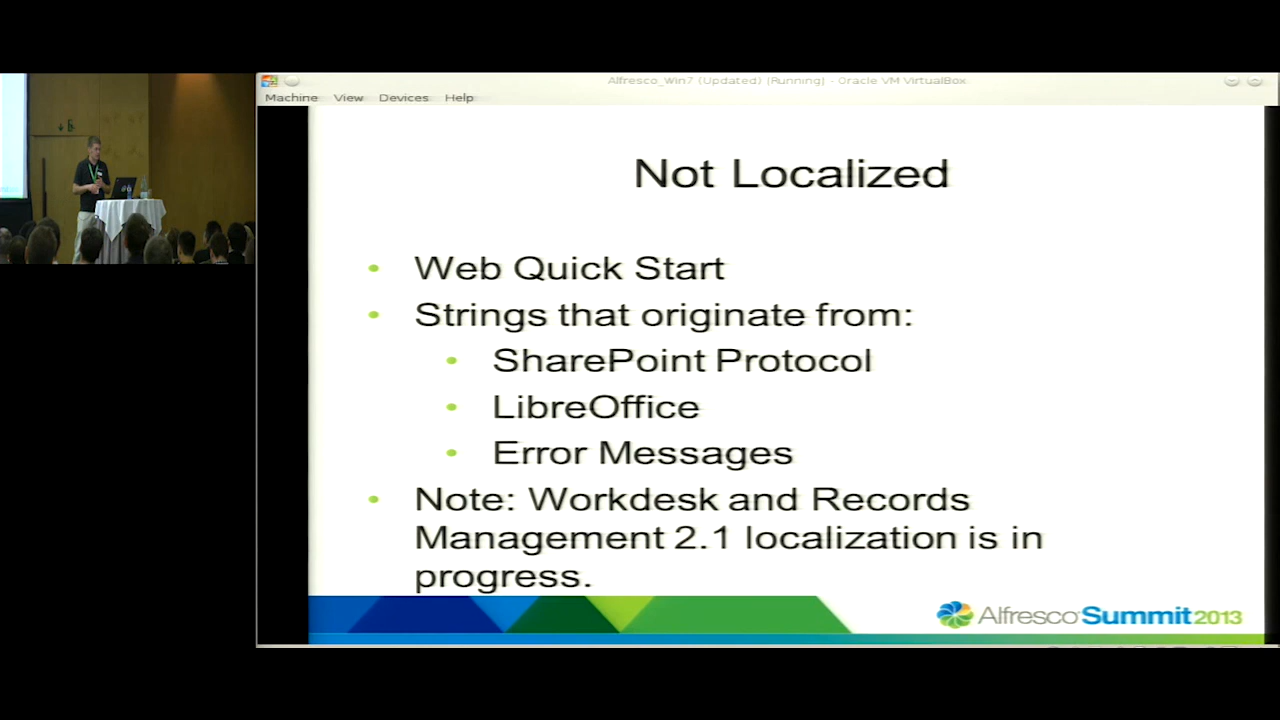 Alfresco_Win7 (Updated) [Running] - Oracle VM VirtualBox
Machine View Devices Help
Not Localized
• Web Quick Start
• Strings that originate from:
• SharePoint Protocol
• LibreOffice
• Error Messages
• Note: Workdesk and Records
Management 2.1 localization is in
progress.
Alfresco Summit 2013